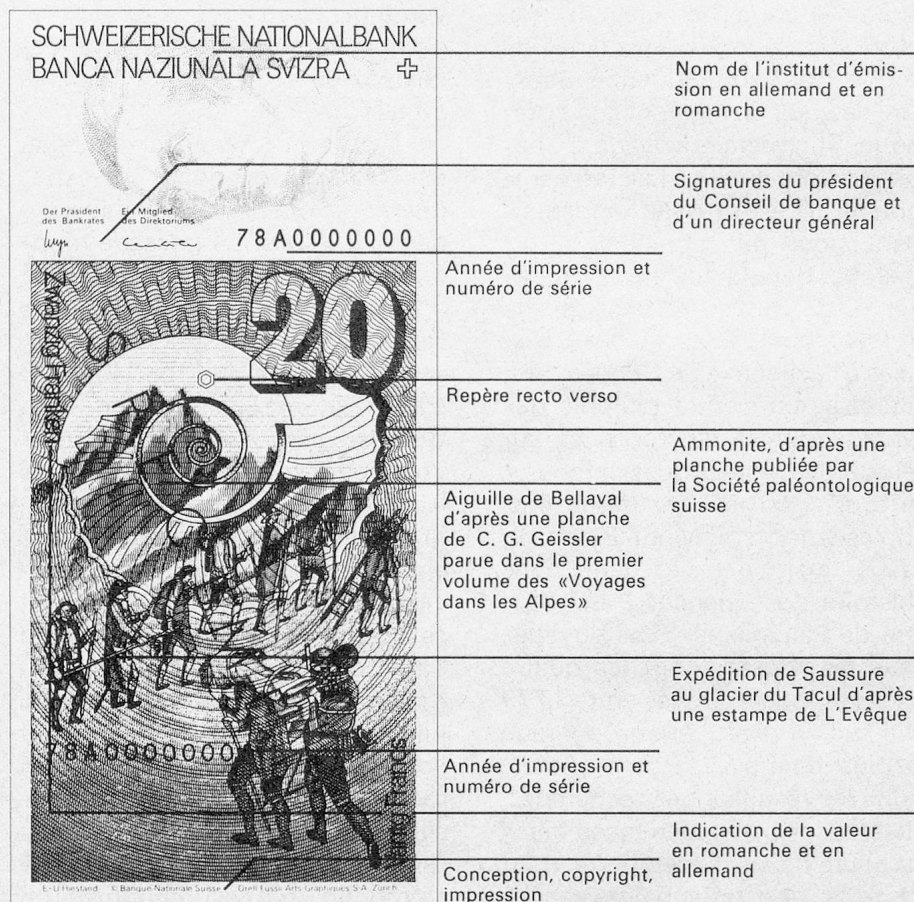 SCHWEIZERISCHE NATIONALBANK
BANCA NAZIUNALA SVIZRA
Nom de l'institut d'émis-
sion en allemand et en
romanche
Signatures du président
du Conseil de banque et
d'un directeur général
Der Präsident
des Bankrates
Ein Mitglied
des Direktoriums
78A0000000
Année d'impression et
numéro de série
20
Zwanzig Franken
Repère recto verso
Ammonite, d'après une
planche publiée par
la Société paléontologique
suisse
Aiguille de Bellaval
d'après une planche
de C. G. Geissler
parue dans le premier
volume des «Voyages
dans les Alpes»
Expédition de Saussure
au glacier du Tacul d'après
une estampe de L'Evêque
78A0000000
Année d'impression et
numéro de série
Vantg Francs
Indication de la valeur
en romanche et en
allemand
Conception, copyright,
impression
E+U Hiestand © Banque Nationale Suisse Orell Füssli Arts Graphiques S.A. Zurich